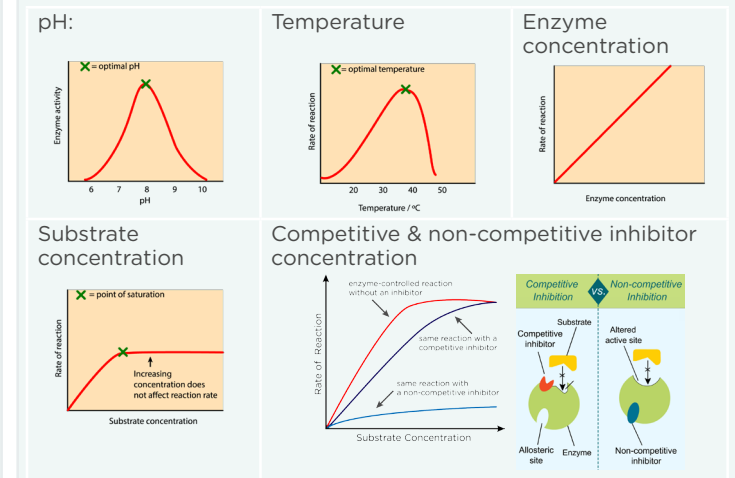 pH:
= optimal pH
Enzyme activity
6 7 8 9 10
pH
Temperature
= optimal temperature
Rate of reaction
20 30 40 50
Temperature / ºC
Enzyme
concentration
Rate of reaction
Enzyme concentration
Substrate
concentration
= point of saturation
Rate of reaction
Increasing
concentration does
not affect reaction rate
Substrate concentration
Competitive & non-competitive inhibitor
concentration
enzyme-controlled reaction
without an inhibitor
same reaction with a
competitive inhibitor
same reaction with
a non-competitive inhibitor
Rate of Reaction
Substrate Concentration
Competitive
Inhibition
VS.
Non-competitive
Inhibition
Substrate
Competitive
inhibitor
Allosteric
site
Enzyme
Altered
active site
Non-competitive
inhibitor